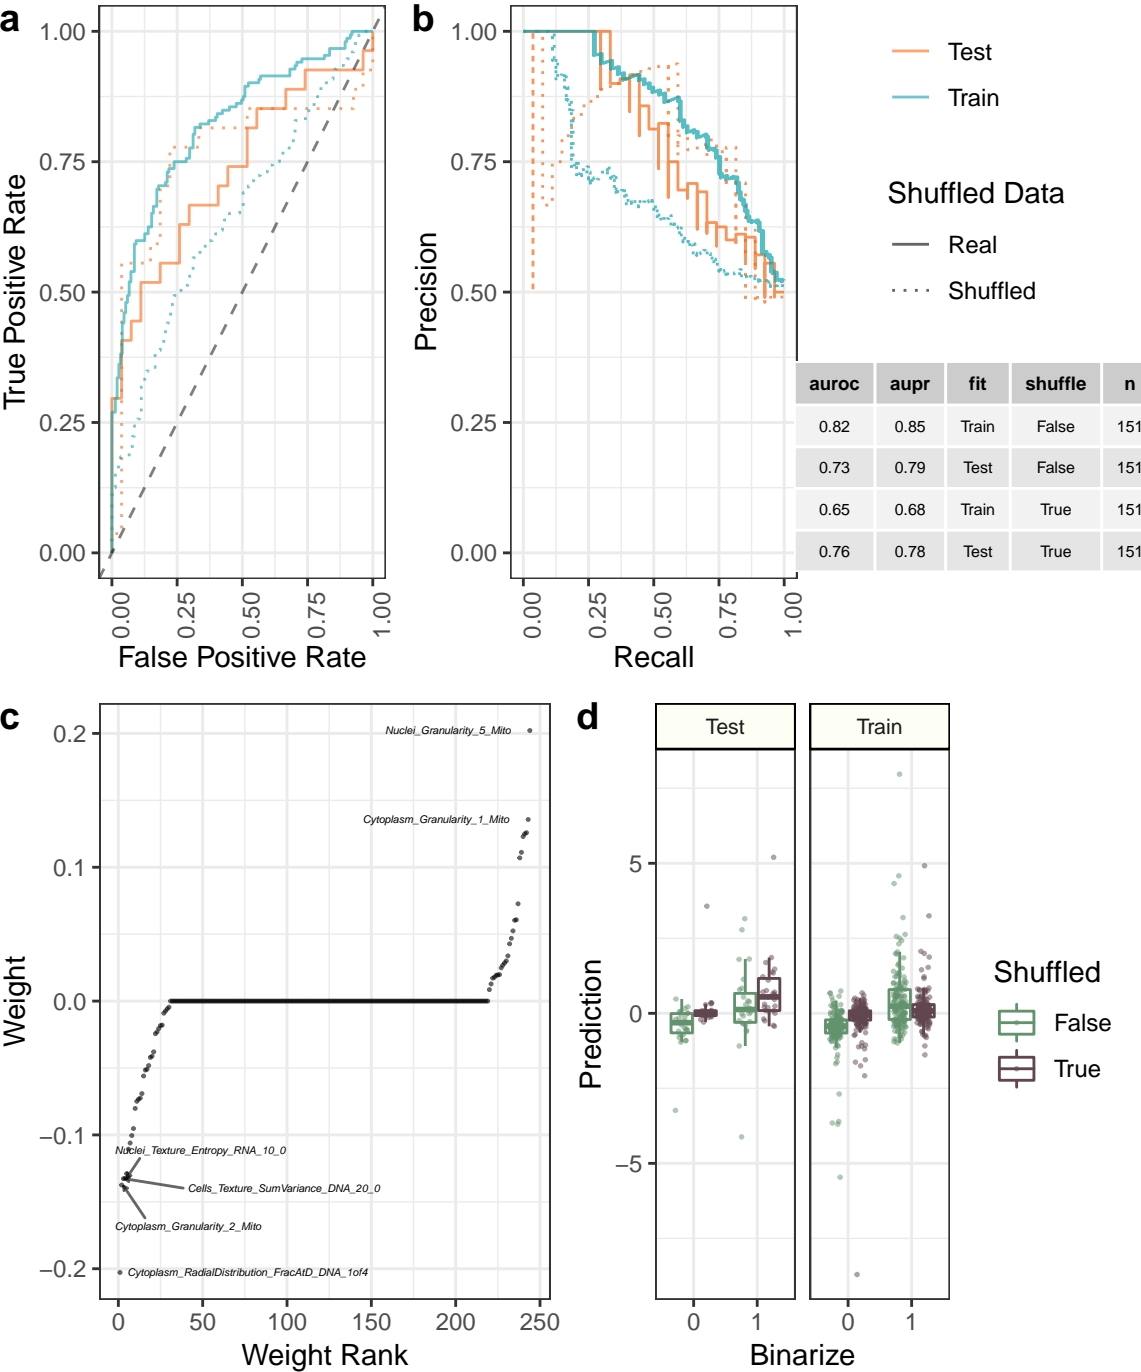 a
1.00
0.75
0.50
0.25
0.00
True Positive Rate
0.00
0.25
0.50
0.75
1.00
False Positive Rate
b
1.00
0.75
0.50
0.25
0.00
Precision
0.00
0.25
0.50
0.75
1.00
Recall
Test
Train
Shuffled Data
Real
Shuffled
auroc aupr fit shuffle n
0.82 0.85 Train False 151
0.73 0.79 Test False 151
0.65 0.68 Train True 151
0.76 0.78 Test True 151
c
0.2
0.1
0.0
−0.1
−0.2
Weight
Nuclei_Granularity_5_Mito
Cytoplasm_Granularity_1_Mito
Nuclei_Texture_Entropy_RNA_10_0
Cells_Texture_SumVariance_DNA_20_0
Cytoplasm_Granularity_2_Mito
Cytoplasm_RadialDistribution_FracAtD_DNA_1of4
0 50 100 150 200 250
Weight Rank
d
Test Train
5
0
−5
Prediction
0 1 0 1
Binarize
Shuffled
False
True